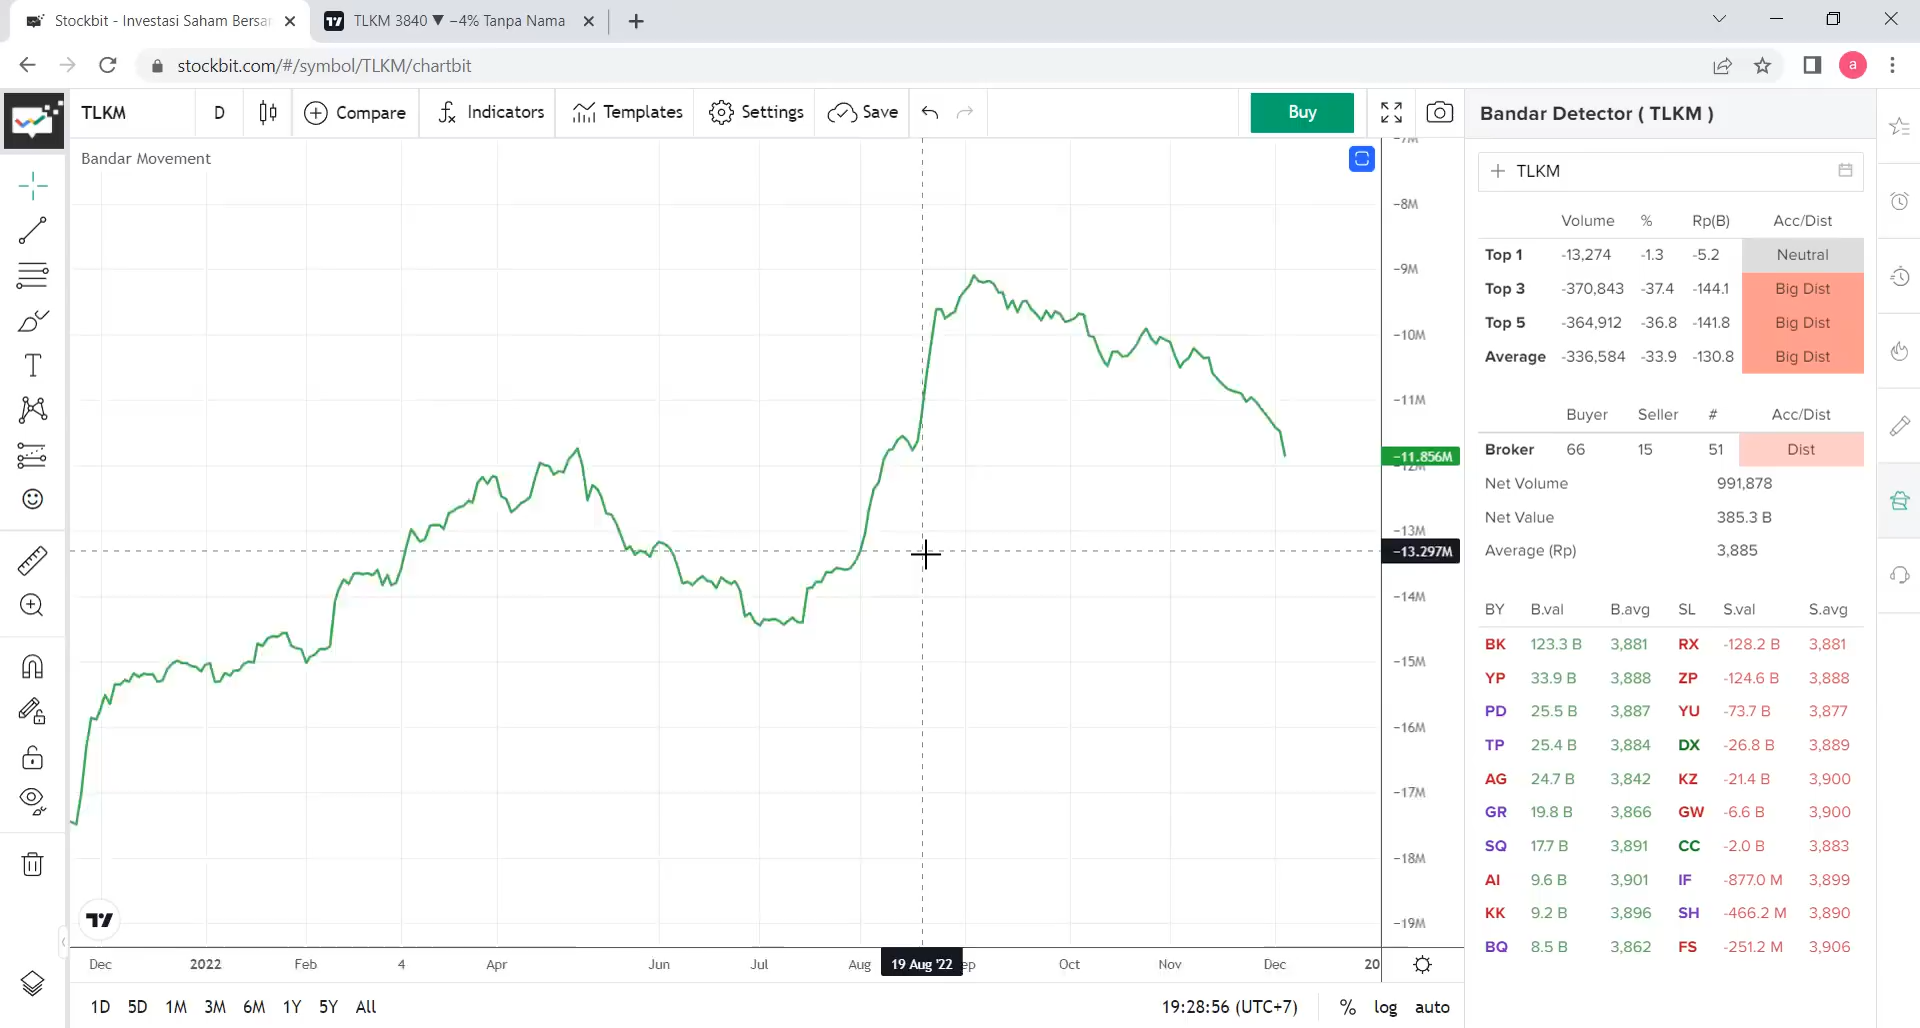 Stockbit - Investasi Saham Bersar
TLKM 3840 ▼ −4% Tanpa Nama
stockbit.com/#/symbol/TLKM/chartbit
a
TLKM
D
Compare
Indicators
Templates
Settings
Save
Buy
Bandar Detector ( TLKM )
Bandar Movement
TLKM
Volume % Rp(B) Acc/Dist
Top 1 -13,274 -1.3 -5.2 Neutral
Top 3 -370,843 -37.4 -144.1 Big Dist
Top 5 -364,912 -36.8 -141.8 Big Dist
Average -336,584 -33.9 -130.8 Big Dist
Buyer Seller # Acc/Dist
Broker 66 15 51 Dist
Net Volume 991,878
Net Value 385.3 B
Average (Rp) 3,885
BY B.val B.avg SL S.val S.avg
BK 123.3 B 3,881 RX -128.2 B 3,881
YP 33.9 B 3,888 ZP -124.6 B 3,888
PD 25.5 B 3,887 YU -73.7 B 3,877
TP 25.4 B 3,884 DX -26.8 B 3,889
AG 24.7 B 3,842 KZ -21.4 B 3,900
GR 19.8 B 3,866 GW -6.6 B 3,900
SQ 17.7 B 3,891 CC -2.0 B 3,883
AI 9.6 B 3,901 IF -877.0 M 3,899
KK 9.2 B 3,896 SH -466.2 M 3,890
BQ 8.5 B 3,862 FS -251.2 M 3,906
−7M
−8M
−9M
−10M
−11M
−11.856M
−12M
−13M
−13.297M
−14M
−15M
−16M
−17M
−18M
−19M
Dec 2022 Feb 4 Apr Jun Jul Aug 19 Aug '22 ep Oct Nov Dec 20
1D 5D 1M 3M 6M 1Y 5Y All
19:28:56 (UTC+7) % log auto